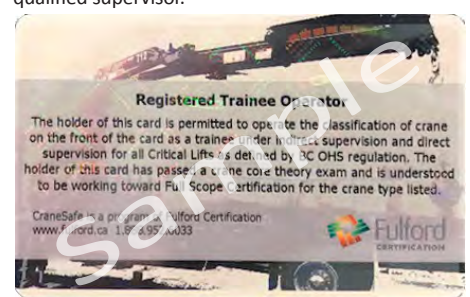 qualified supervisor.
Registered Trainee Operator
The holder of this card is permitted to operate the classification of crane
on the front of the card as a trainee under indirect supervision and direct
supervision for all Critical Lifts as defined by BC OHS regulation. The
holder of this card has passed a crane core theory exam and is understood
to be working toward Full Scope Certification for the crane type listed.
CraneSafe is a program of Fulford Certification
www.fulford.ca
Fulford
CERTIFICATION
Sample